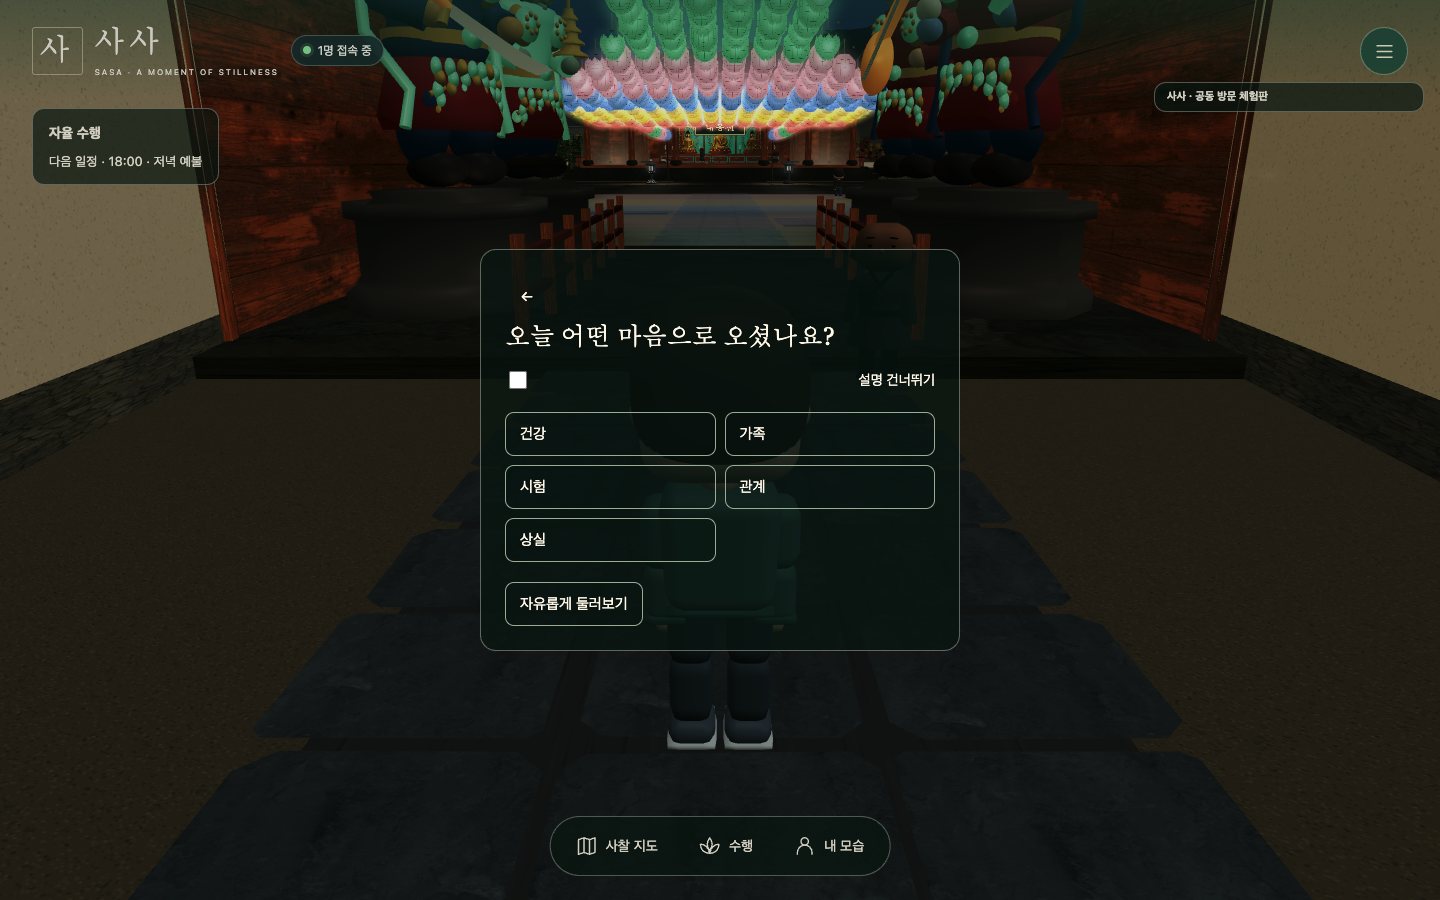 사
사사
SASA · A MOMENT OF STILLNESS
1명 접속 중
사사 · 공동 방문 체험판
자율 수행
다음 일정 · 18:00 · 저녁 예불
오늘 어떤 마음으로 오셨나요?
설명 건너뛰기
건강
가족
시험
관계
상실
자유롭게 둘러보기
사찰 지도
수행
내 모습